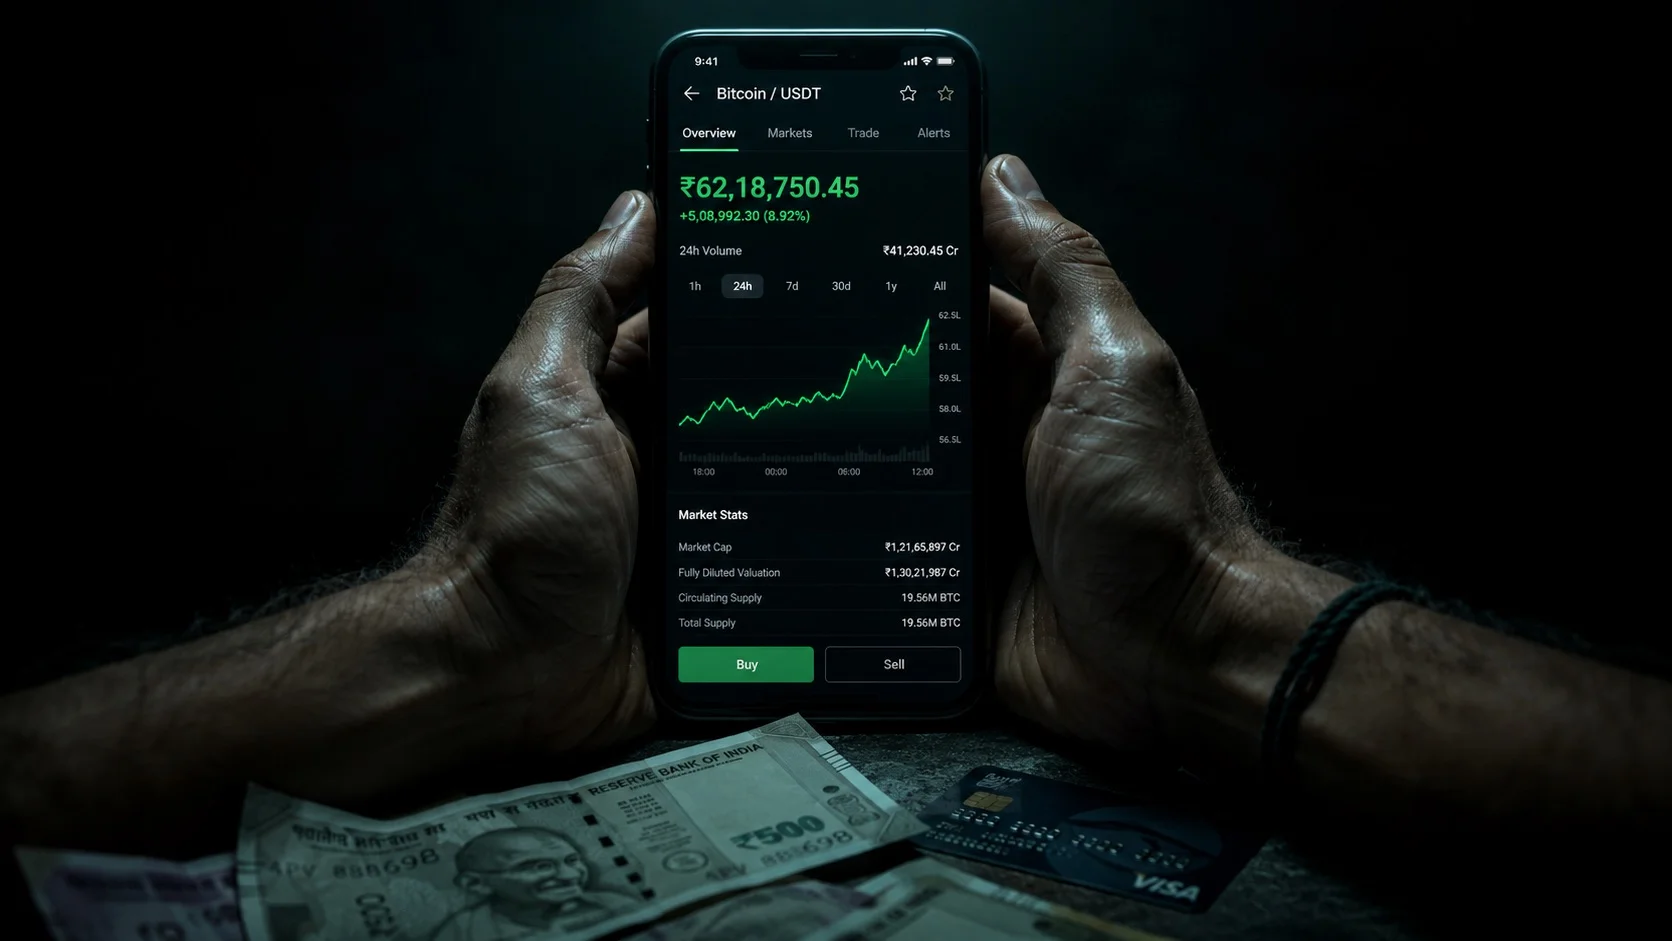 9:41
Bitcoin / USDT
Overview Markets Trade Alerts
₹62,18,750.45
+5,08,992.30 (8.92%)
24h Volume ₹41,230.45 Cr
1h 24h 7d 30d 1y All
62.5L
61.0L
59.5L
58.0L
56.5L
18:00 00:00 06:00 12:00
Market Stats
Market Cap ₹1,21,65,897 Cr
Fully Diluted Valuation ₹1,30,21,987 Cr
Circulating Supply 19.56M BTC
Total Supply 19.56M BTC
Buy Sell
RESERVE BANK OF INDIA
₹500
888698
VISA